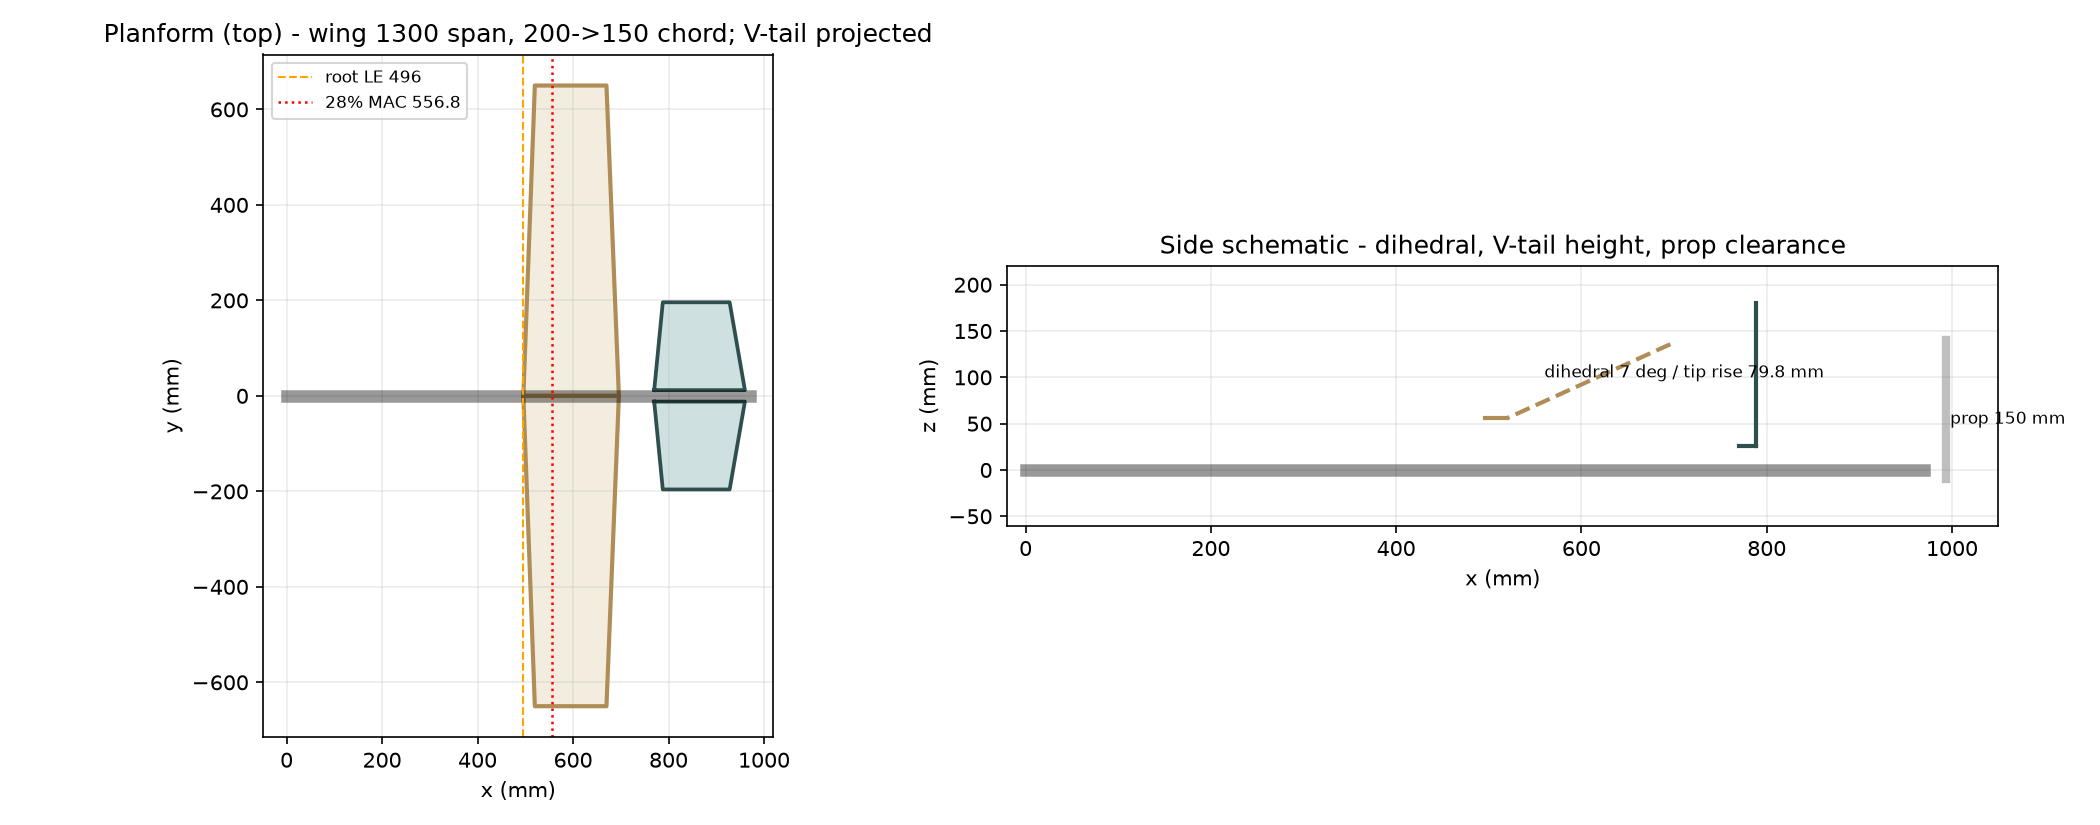 Planform (top) - wing 1300 span, 200->150 chord; V-tail projected
root LE 496
28% MAC 556.8
600
400
200
0
−200
−400
−600
y (mm)
0 200 400 600 800 1000
x (mm)
Side schematic - dihedral, V-tail height, prop clearance
200
150
100
50
0
−50
z (mm)
dihedral 7 deg / tip rise 79.8 mm
prop 150 mm
0 200 400 600 800 1000
x (mm)